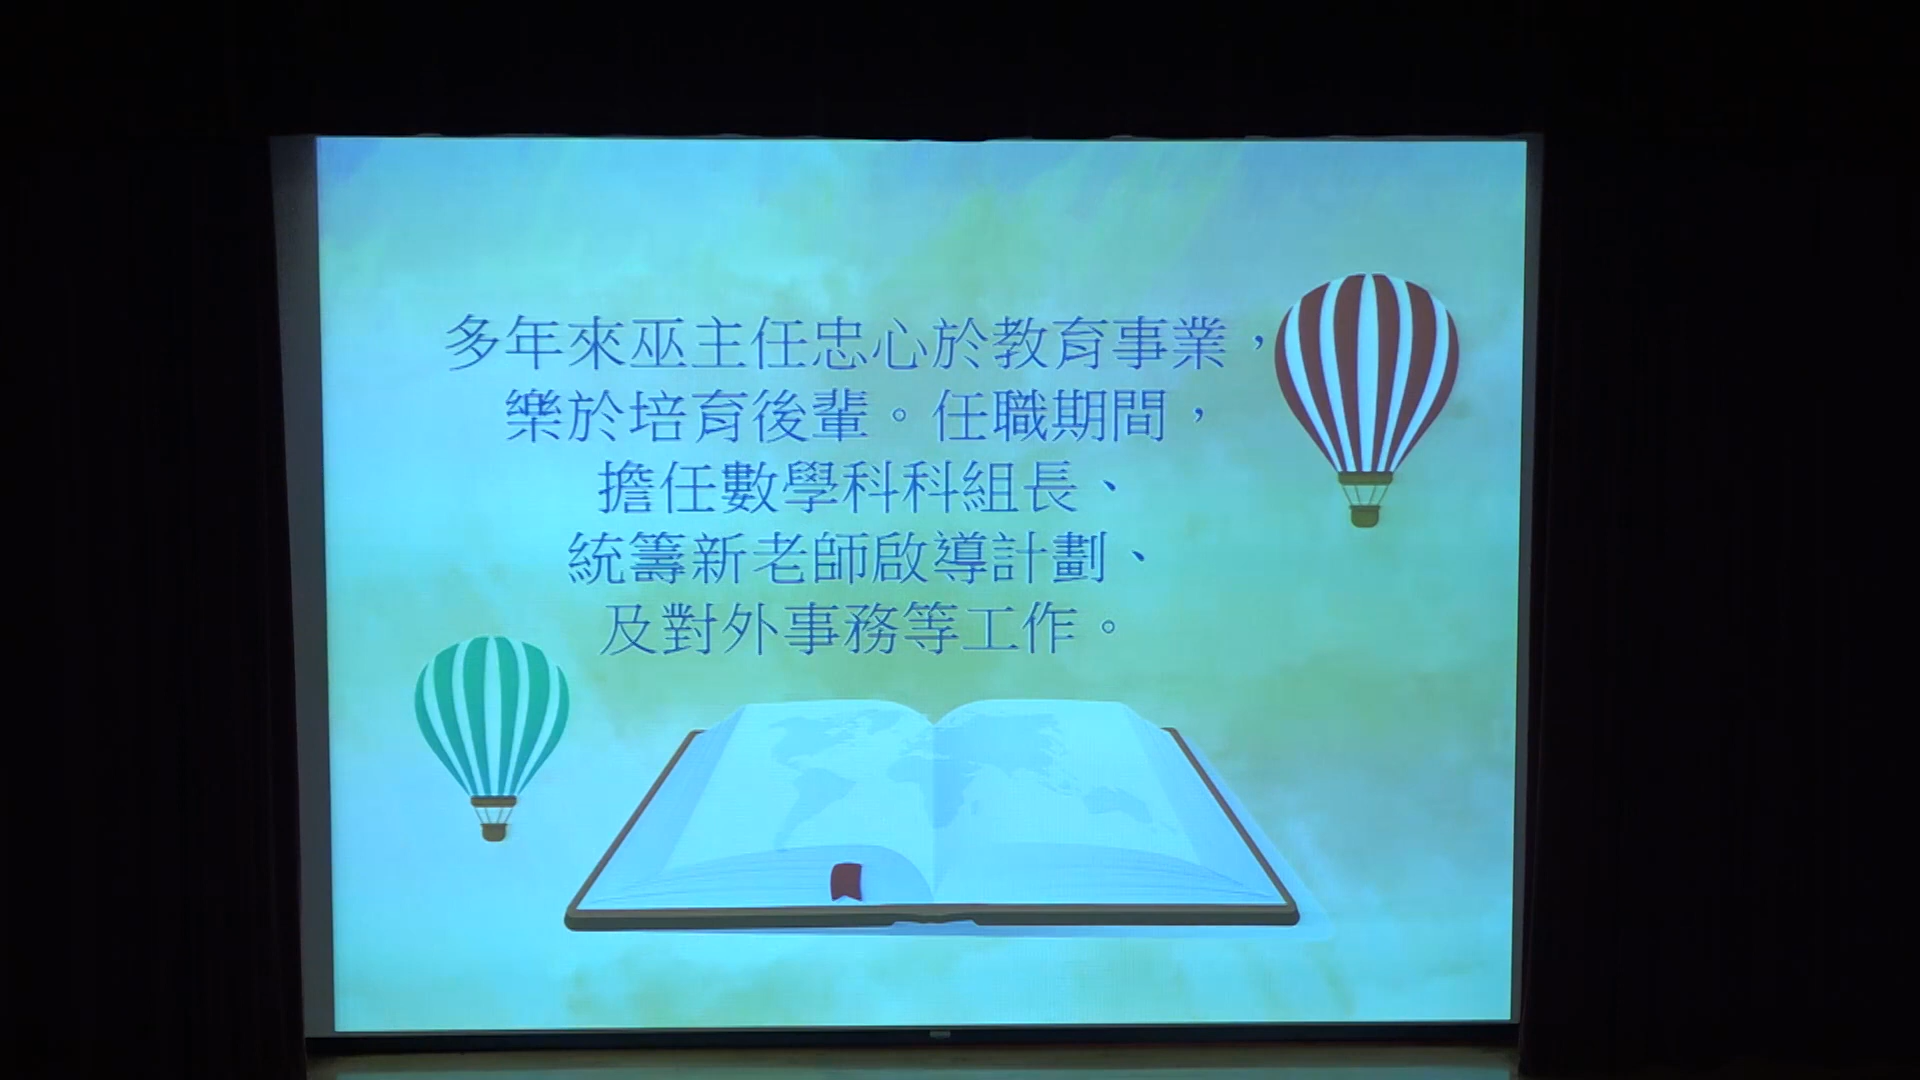 多年來巫主任忠心於教育事業，
樂於培育後輩。任職期間，
擔任數學科科組長、
統籌新老師啟導計劃、
及對外事務等工作。